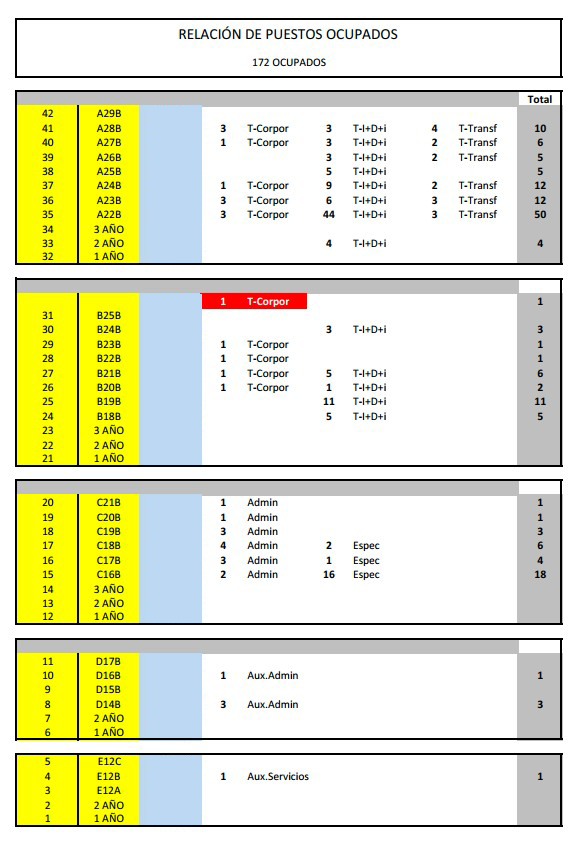 RELACIÓN DE PUESTOS OCUPADOS
172 OCUPADOS
Total
42 A29B
41 A28B 3 T-Corpor 3 T-I+D+i 4 T-Transf 10
40 A27B 1 T-Corpor 3 T-I+D+i 2 T-Transf 6
39 A26B 3 T-I+D+i 2 T-Transf 5
38 A25B 5 T-I+D+i 5
37 A24B 1 T-Corpor 9 T-I+D+i 2 T-Transf 12
36 A23B 3 T-Corpor 6 T-I+D+i 3 T-Transf 12
35 A22B 3 T-Corpor 44 T-I+D+i 3 T-Transf 50
34 3 AÑO
33 2 AÑO 4 T-I+D+i 4
32 1 AÑO
1 T-Corpor 1
31 B25B
30 B24B 3 T-I+D+i 3
29 B23B 1 T-Corpor 1
28 B22B 1 T-Corpor 1
27 B21B 1 T-Corpor 5 T-I+D+i 6
26 B20B 1 T-Corpor 1 T-I+D+i 2
25 B19B 11 T-I+D+i 11
24 B18B 5 T-I+D+i 5
23 3 AÑO
22 2 AÑO
21 1 AÑO
20 C21B 1 Admin 1
19 C20B 1 Admin 1
18 C19B 3 Admin 3
17 C18B 4 Admin 2 Espec 6
16 C17B 3 Admin 1 Espec 4
15 C16B 2 Admin 16 Espec 18
14 3 AÑO
13 2 AÑO
12 1 AÑO
11 D17B
10 D16B 1 Aux.Admin 1
9 D15B
8 D14B 3 Aux.Admin 3
7 2 AÑO
6 1 AÑO
5 E12C
4 E12B 1 Aux.Servicios 1
3 E12A
2 2 AÑO
1 1 AÑO